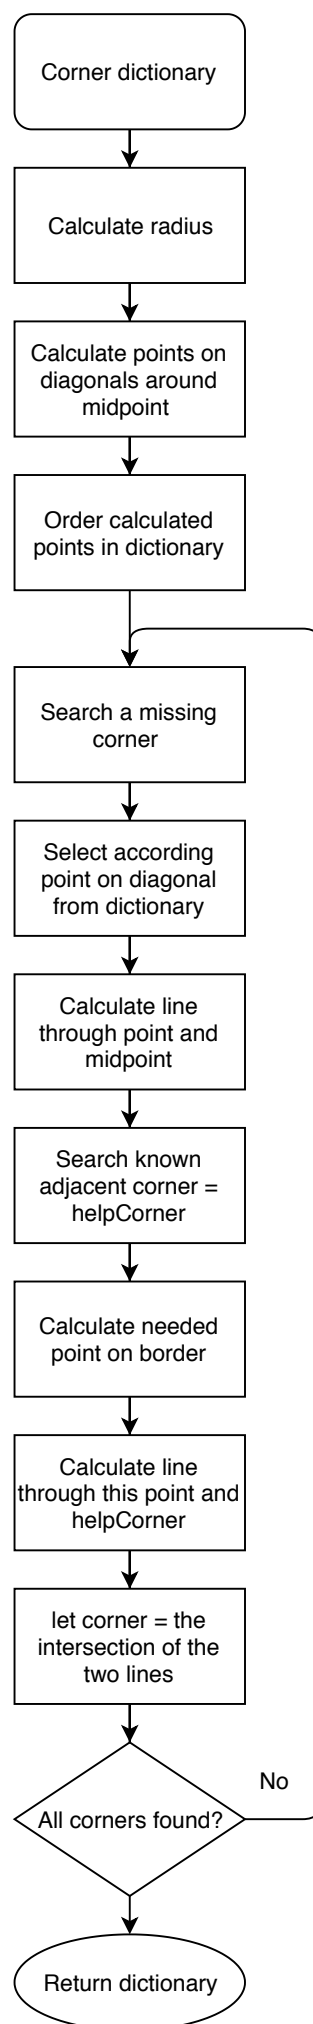 Corner dictionary
Calculate radius
Calculate points on
diagonals around
midpoint
Order calculated
points in dictionary
Search a missing
corner
Select according
point on diagonal
from dictionary
Calculate line
through point and
midpoint
Search known
adjacent corner =
helpCorner
Calculate needed
point on border
Calculate line
through this point and
helpCorner
let corner = the
intersection of the
two lines
No
All corners found?
Return dictionary